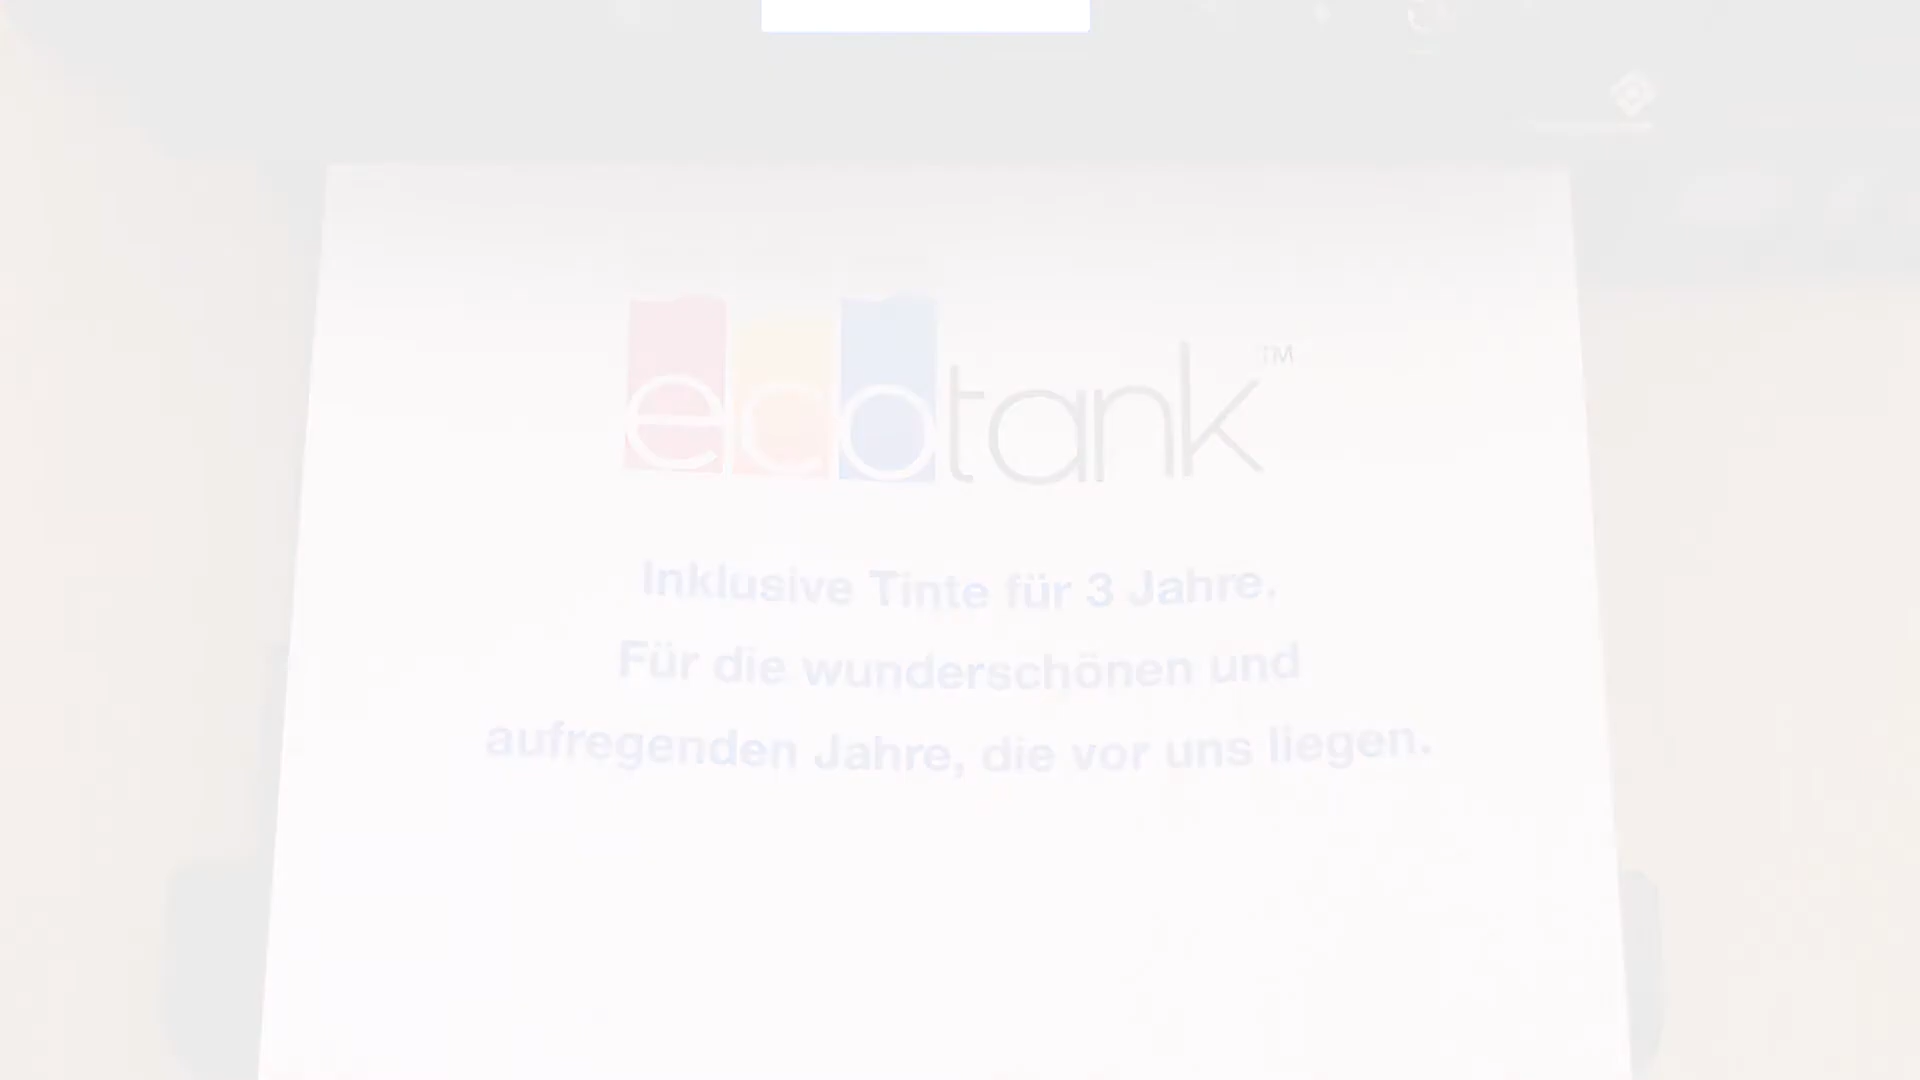 ecotank™
Inklusive Tinte für 3 Jahre.
Für die wunderschönen und
aufregenden Jahre, die vor uns liegen.